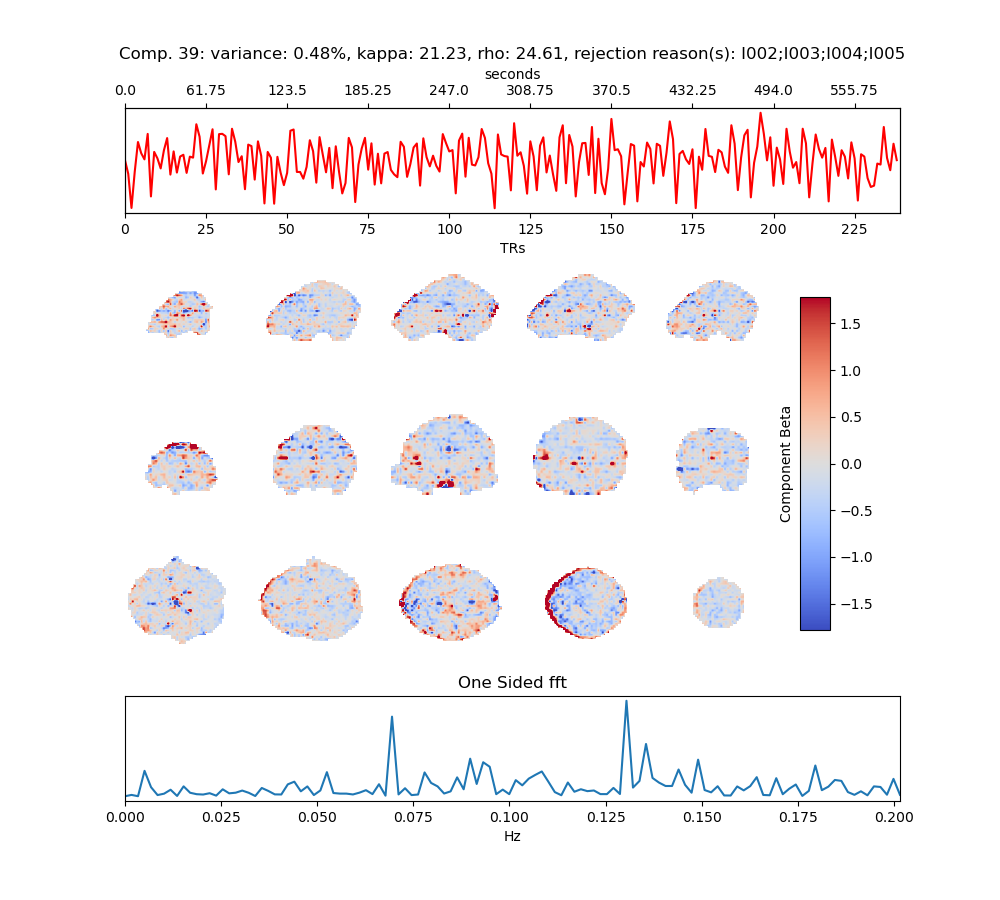 Comp. 39: variance: 0.48%, kappa: 21.23, rho: 24.61, rejection reason(s): I002;I003;I004;I005
seconds
0.0 61.75 123.5 185.25 247.0 308.75 370.5 432.25 494.0 555.75
0 25 50 75 100 125 150 175 200 225
TRs
1.5
1.0
0.5
0.0
−0.5
−1.0
−1.5
Component Beta
One Sided fft
0.000 0.025 0.050 0.075 0.100 0.125 0.150 0.175 0.200
Hz